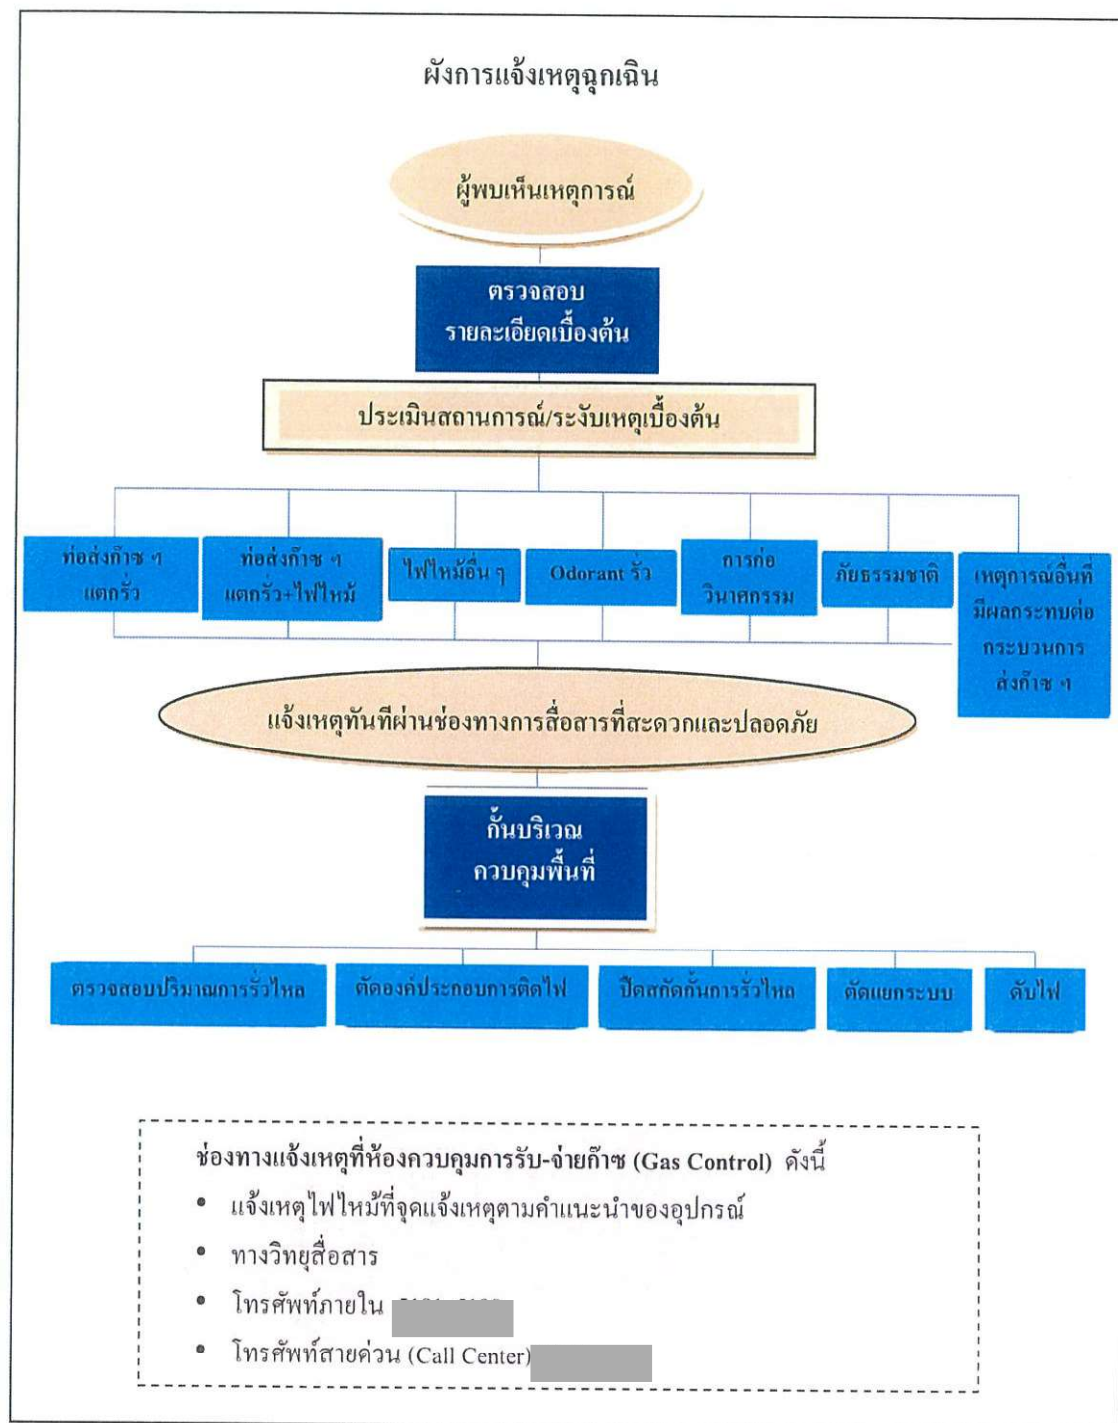 ผังการแจ้งเหตุฉุกเฉิน
ผู้พบเห็นเหตุการณ์
ตรวจสอบ
รายละเอียดเบื้องต้น
ประเมินสถานการณ์/ระงับเหตุเบื้องต้น
ท่อส่งก๊าซ ฯ
แตกรั่ว
ท่อส่งก๊าซ ฯ
แตกรั่ว+ไฟไหม้
ไฟไหม้อื่น ๆ
Odorant รั่ว
การก่อ
วินาศกรรม
ภัยธรรมชาติ
เหตุการณ์อื่นที่
มีผลกระทบต่อ
กระบวนการ
ส่งก๊าซ ฯ
แจ้งเหตุทันทีผ่านช่องทางการสื่อสารที่สะดวกและปลอดภัย
กั้นบริเวณ
ควบคุมพื้นที่
ตรวจสอบปริมาณการรั่วไหล
ตัดองค์ประกอบการติดไฟ
ปิดสกัดกั้นการรั่วไหล
ตัดแยกระบบ
ดับไฟ
ช่องทางแจ้งเหตุที่ห้องควบคุมการรับ-จ่ายก๊าซ (Gas Control) ดังนี้
• แจ้งเหตุไฟไหม้ที่จุดแจ้งเหตุตามคำแนะนำของอุปกรณ์
• ทางวิทยุสื่อสาร
• โทรศัพท์ภายใน
• โทรศัพท์สายด่วน (Call Center)